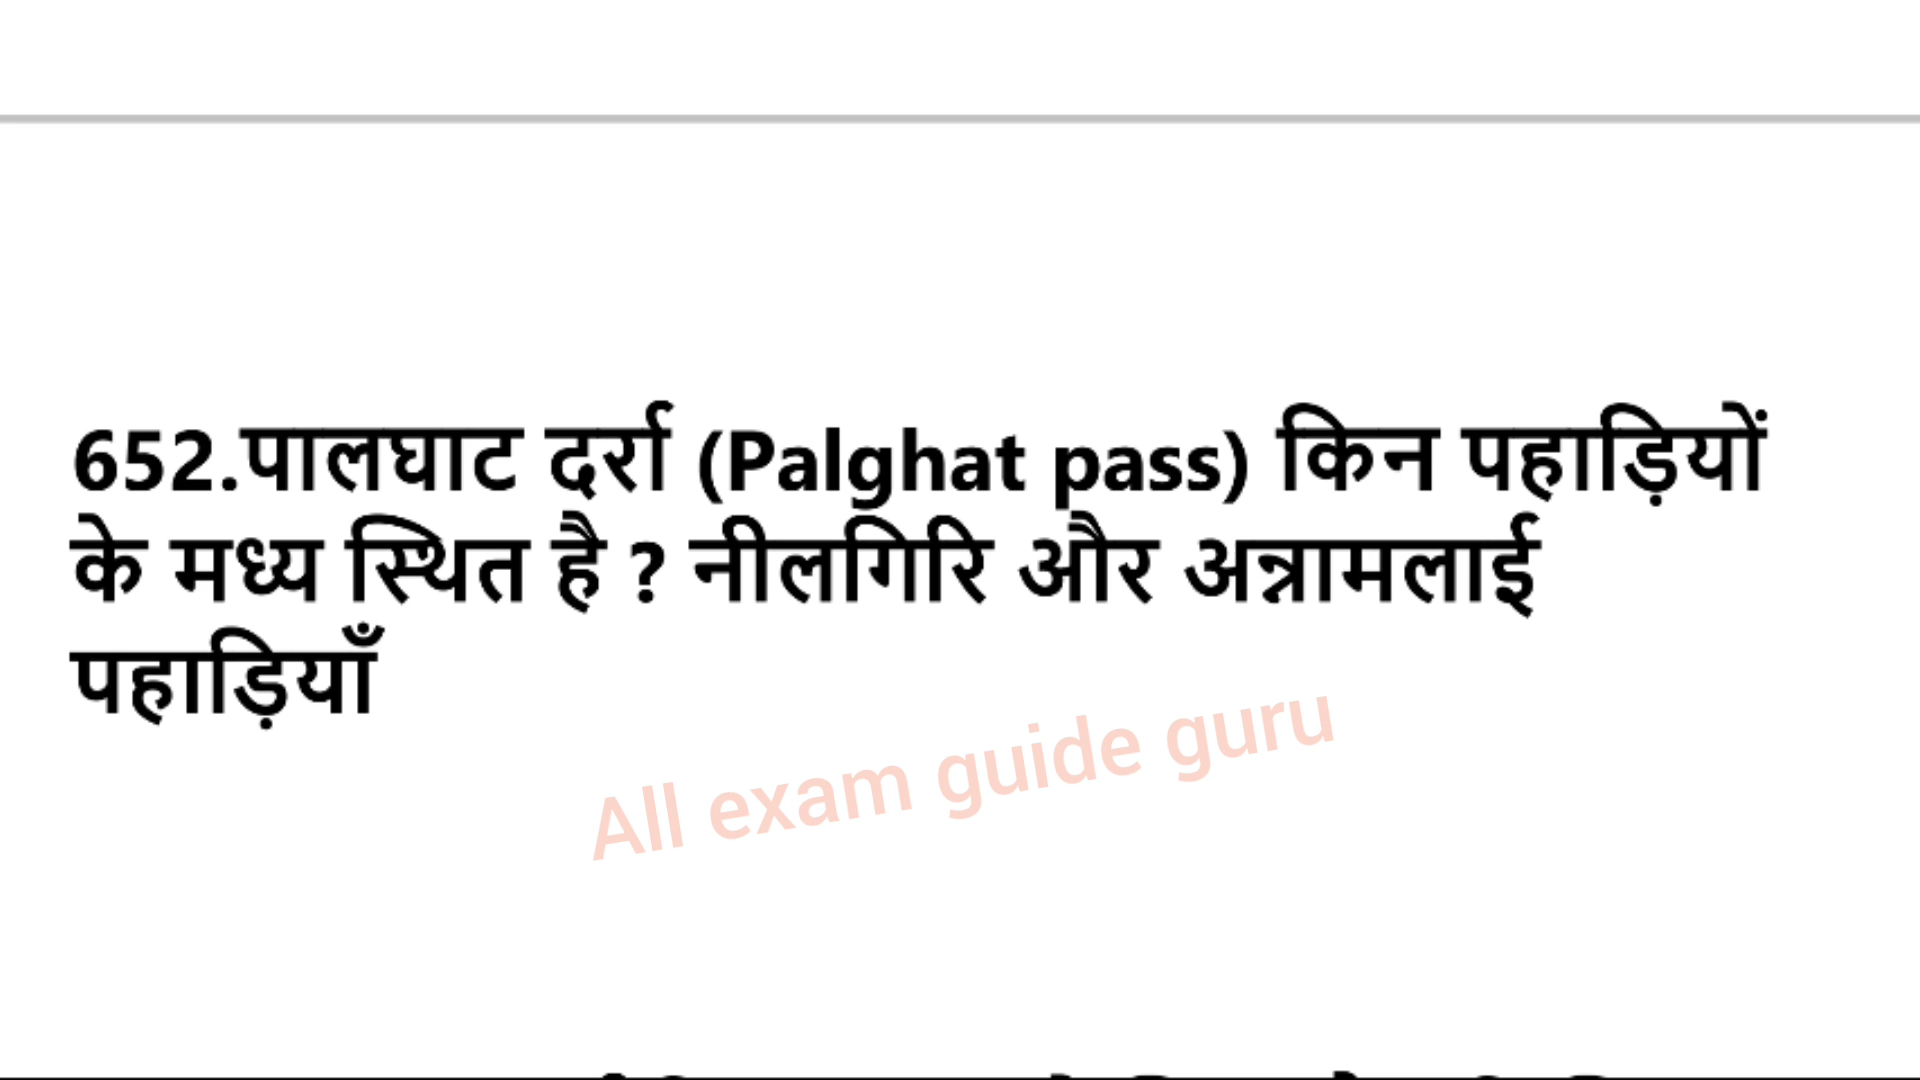 652.पालघाट दर्रा (Palghat pass) किन पहाड़ियों
के मध्य स्थित है ? नीलगिरि और अन्नामलाई
पहाड़ियाँ
All exam guide guru